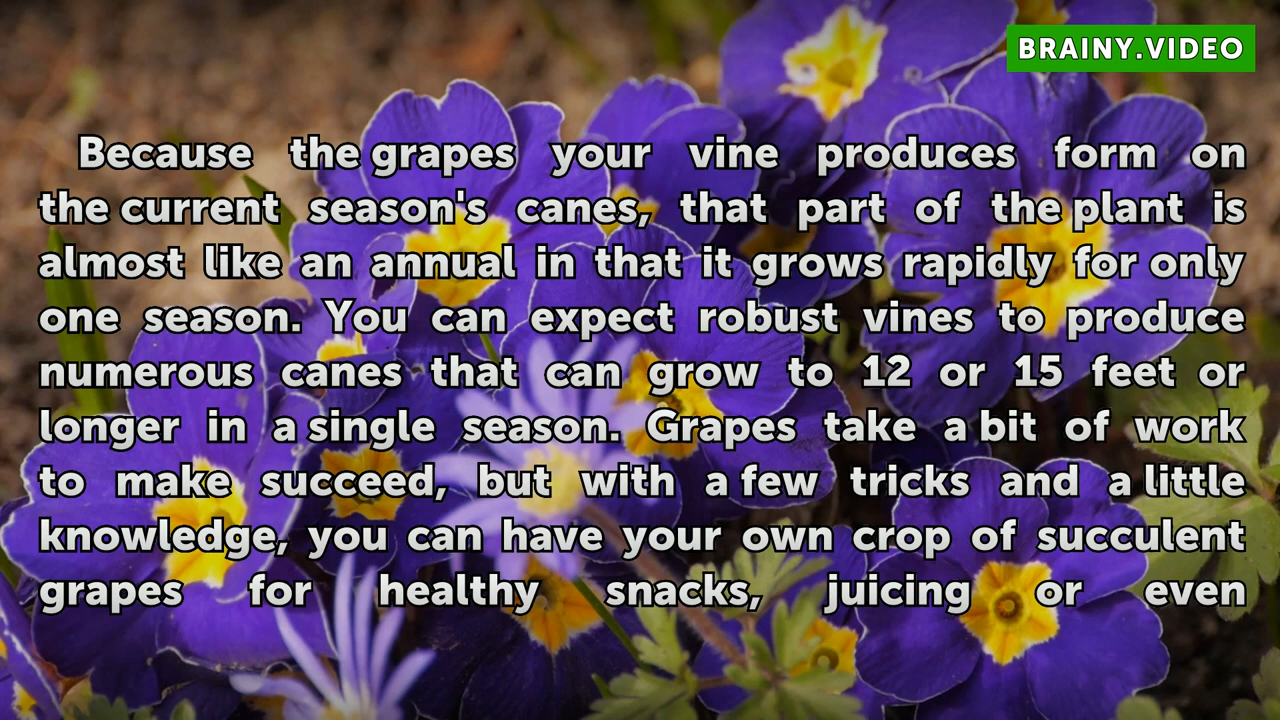 BRAINY.VIDEO
Because the grapes your vine produces form on
the current season's canes, that part of the plant is
almost like an annual in that it grows rapidly for only
one season. You can expect robust vines to produce
numerous canes that can grow to 12 or 15 feet or
longer in a single season. Grapes take a bit of work
to make succeed, but with a few tricks and a little
knowledge, you can have your own crop of succulent
grapes for healthy snacks, juicing or even